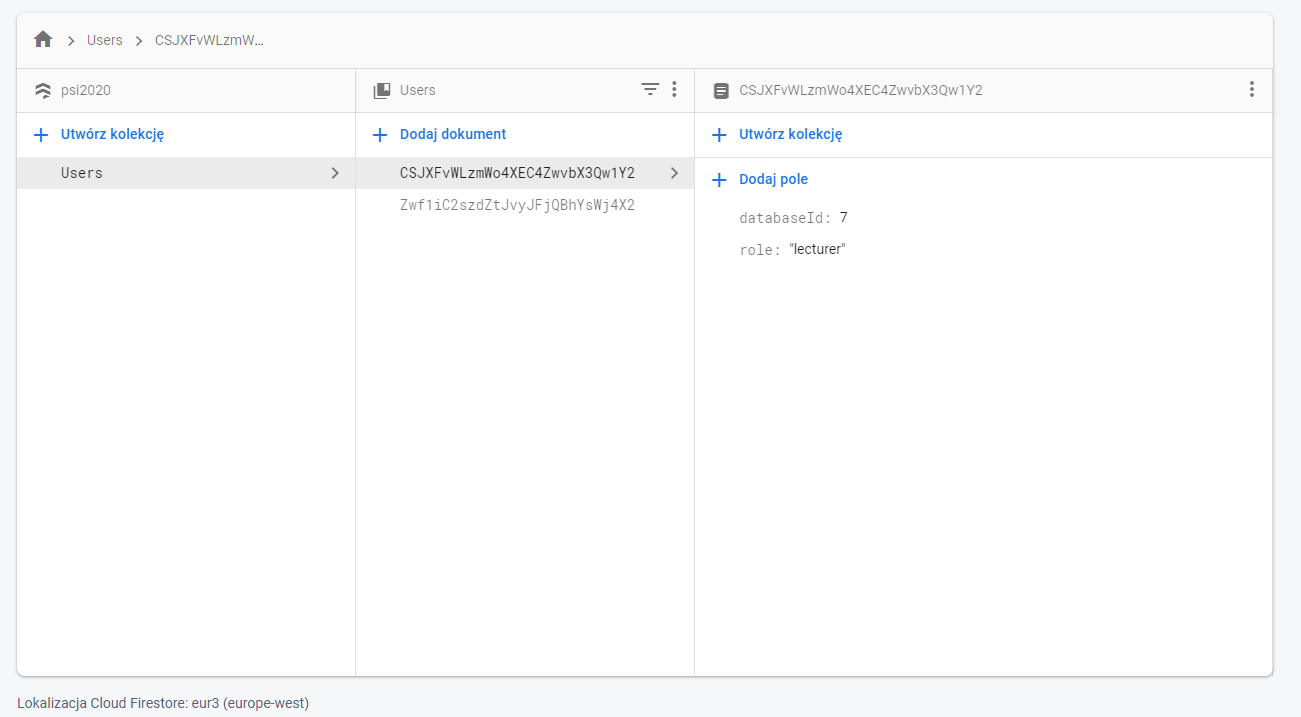 Users
CSJXFvWLzmW...
psi2020
Users
CSJXFvWLzmWo4XEC4ZwvbX3Qw1Y2
Utwórz kolekcję
Dodaj dokument
Utwórz kolekcję
Users
CSJXFvWLzmWo4XEC4ZwvbX3Qw1Y2
Dodaj pole
Zwf1iC2szdZtJvyJFjQBhYsWj4X2
databaseId: 7
role: "lecturer"
Lokalizacja Cloud Firestore: eur3 (europe-west)